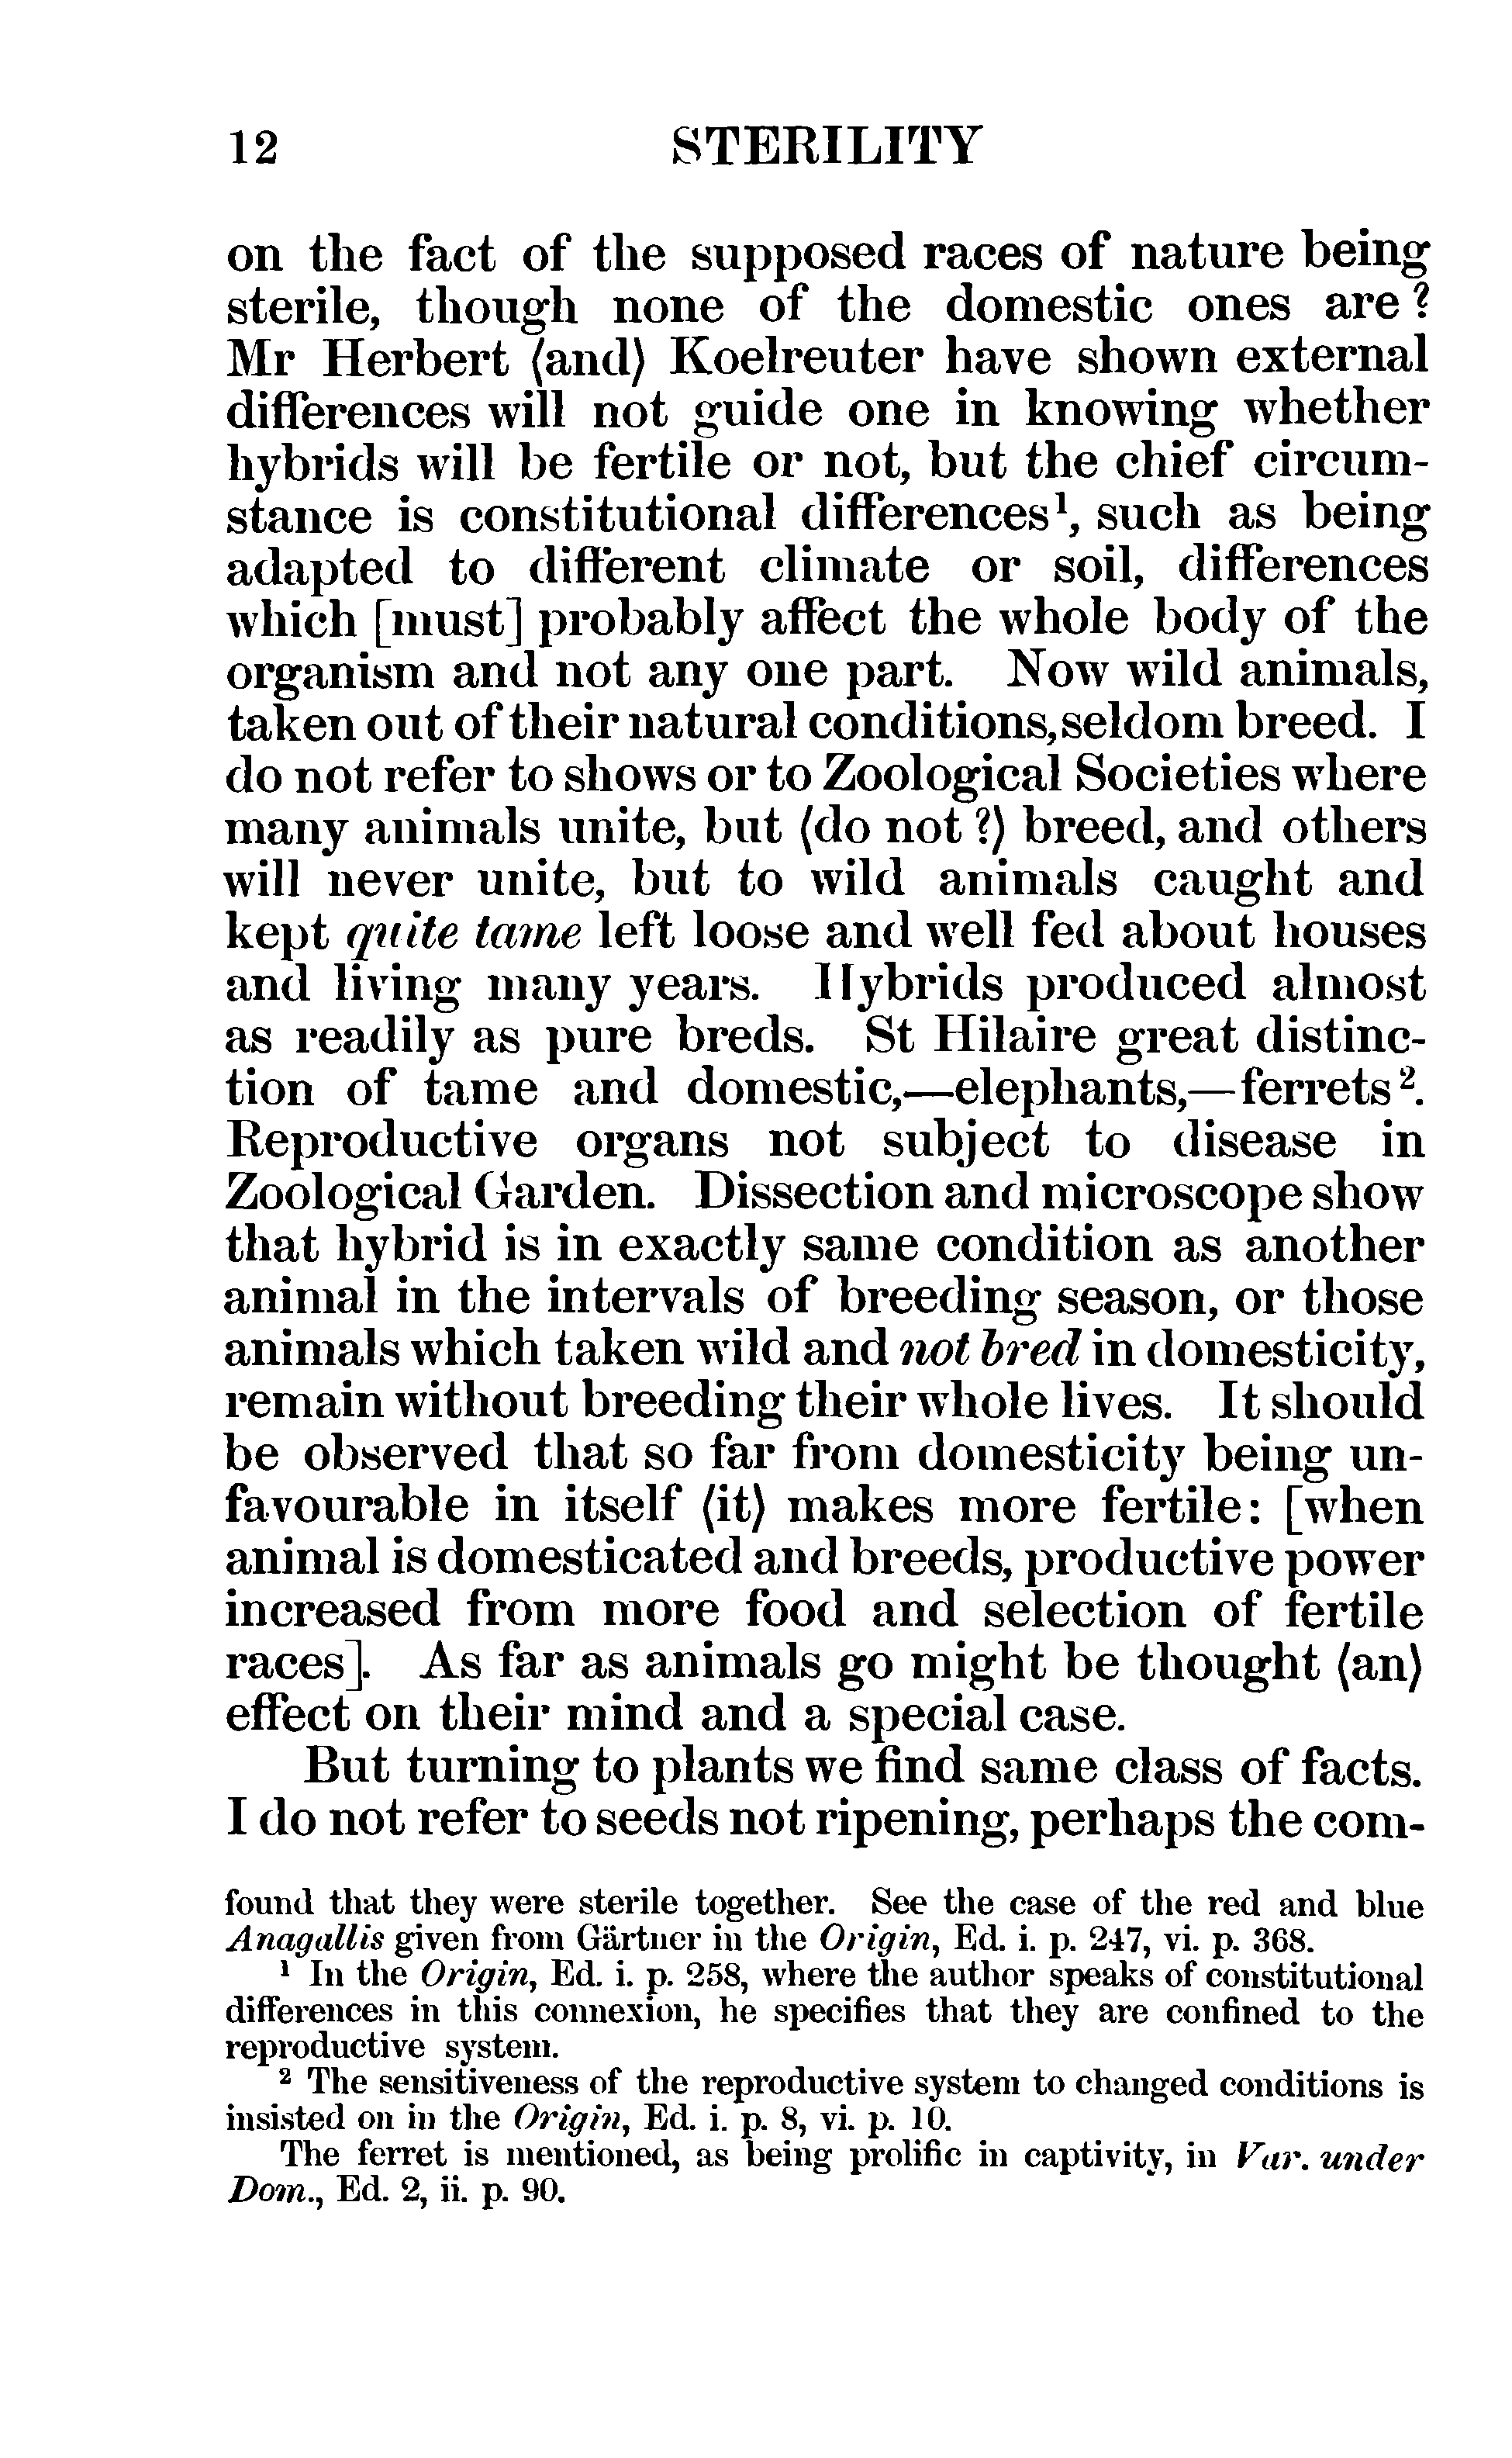 12 STERILITY
on the fact of the supposed races of nature being
sterile, though none of the domestic ones are?
Mr Herbert ⟨and⟩ Koelreuter have shown external
differences will not guide one in knowing whether
hybrids will be fertile or not, but the chief circum-
stance is constitutional differences¹, such as being
adapted to different climate or soil, differences
which [must] probably affect the whole body of the
organism and not any one part. Now wild animals,
taken out of their natural conditions, seldom breed. I
do not refer to shows or to Zoological Societies where
many animals unite, but ⟨do not?⟩ breed, and others
will never unite, but to wild animals caught and
kept quite tame left loose and well fed about houses
and living many years. Hybrids produced almost
as readily as pure breds. St Hilaire great distinc-
tion of tame and domestic,—elephants,—ferrets².
Reproductive organs not subject to disease in
Zoological Garden. Dissection and microscope show
that hybrid is in exactly same condition as another
animal in the intervals of breeding season, or those
animals which taken wild and not bred in domesticity,
remain without breeding their whole lives. It should
be observed that so far from domesticity being un-
favourable in itself ⟨it⟩ makes more fertile: [when
animal is domesticated and breeds, productive power
increased from more food and selection of fertile
races]. As far as animals go might be thought ⟨an⟩
effect on their mind and a special case.
But turning to plants we find same class of facts.
I do not refer to seeds not ripening, perhaps the com-
found that they were sterile together. See the case of the red and blue
Anagallis given from Gärtner in the Origin, Ed. i. p. 247, vi. p. 368.
¹ In the Origin, Ed. i. p. 258, where the author speaks of constitutional
differences in this connexion, he specifies that they are confined to the
reproductive system.
² The sensitiveness of the reproductive system to changed conditions is
insisted on in the Origin, Ed. i. p. 8, vi. p. 10.
The ferret is mentioned, as being prolific in captivity, in Var. under
Dom., Ed. 2, ii. p. 90.